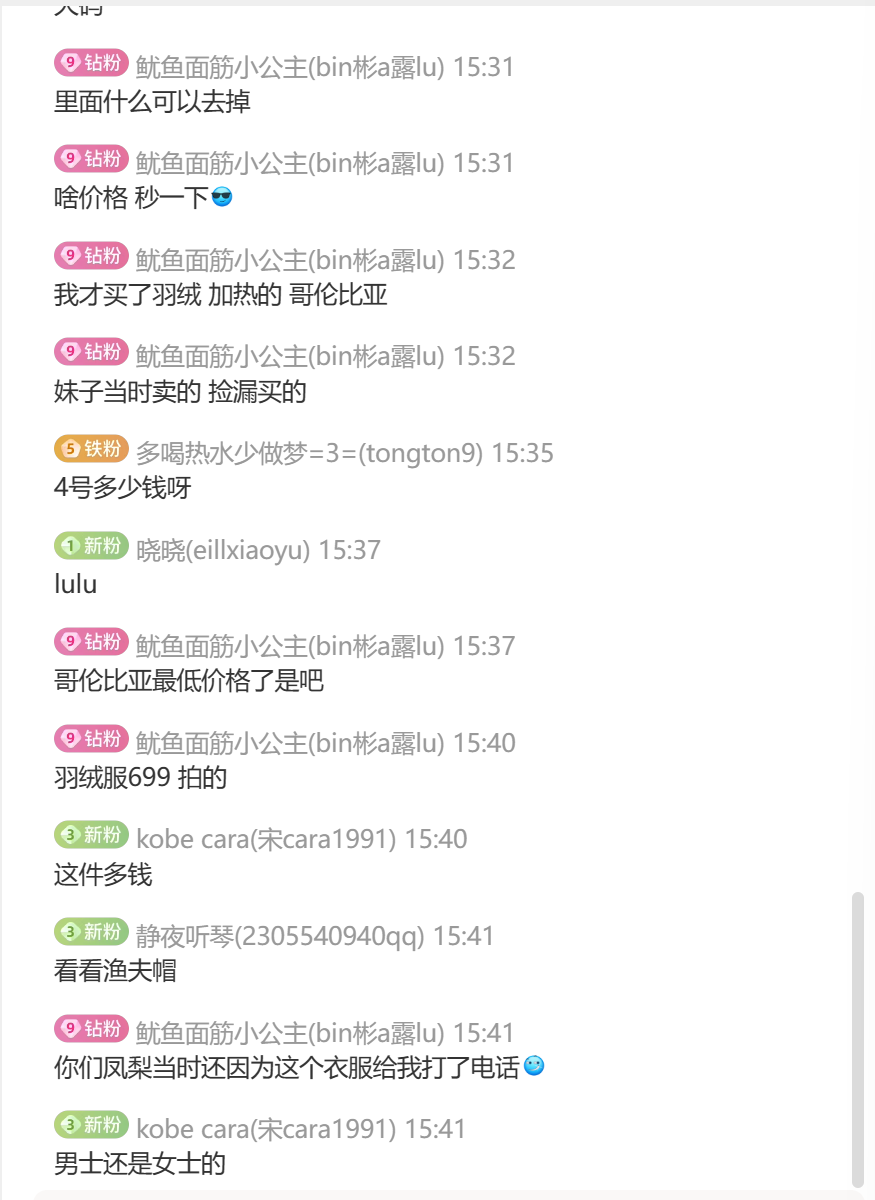 大码
9 钻粉 鱿鱼面筋小公主(bin彬a露lu) 15:31
里面什么可以去掉
9 钻粉 鱿鱼面筋小公主(bin彬a露lu) 15:31
啥价格 秒一下
9 钻粉 鱿鱼面筋小公主(bin彬a露lu) 15:32
我才买了羽绒 加热的 哥伦比亚
9 钻粉 鱿鱼面筋小公主(bin彬a露lu) 15:32
妹子当时卖的 捡漏买的
5 铁粉 多喝热水少做梦=3=(tongton9) 15:35
4号多少钱呀
1 新粉 晓晓(eillxiaoyu) 15:37
lulu
9 钻粉 鱿鱼面筋小公主(bin彬a露lu) 15:37
哥伦比亚最低价格了是吧
9 钻粉 鱿鱼面筋小公主(bin彬a露lu) 15:40
羽绒服699 拍的
3 新粉 kobe cara(宋cara1991) 15:40
这件多钱
3 新粉 静夜听琴(2305540940qq) 15:41
看看渔夫帽
9 钻粉 鱿鱼面筋小公主(bin彬a露lu) 15:41
你们凤梨当时还因为这个衣服给我打了电话
3 新粉 kobe cara(宋cara1991) 15:41
男士还是女士的